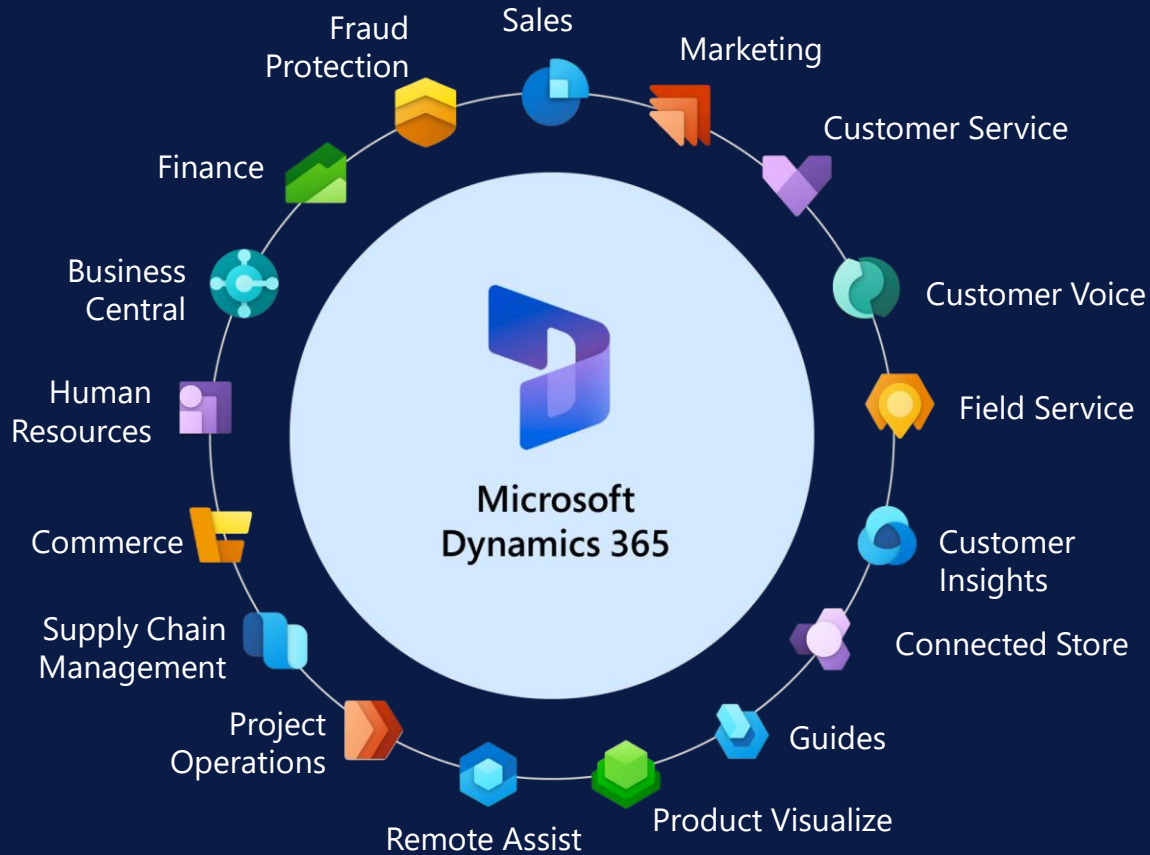 Sales
Marketing
Customer Service
Customer Voice
Field Service
Customer
Insights
Connected Store
Guides
Product Visualize
Remote Assist
Project
Operations
Supply Chain
Management
Commerce
Human
Resources
Business
Central
Finance
Fraud
Protection
Microsoft
Dynamics 365